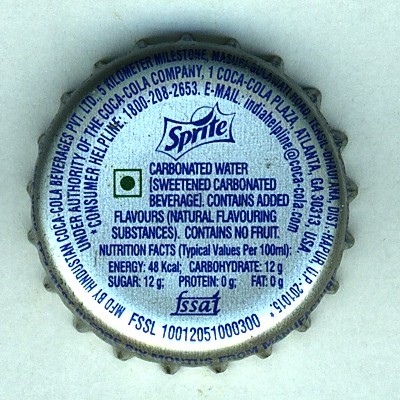 MFD BY HINDUSTAN COCA-COLA BEVERAGES PVT. LTD, 5 KILOMETER MILESTONE, MASURI-GULAWATI ROAD, DIST.-HAPUR, U.P.-201015.*
UNDER AUTHORITY OF THE COCA-COLA COMPANY, 1 COCA-COLA PLAZA, ATLANTA, GA 30313, USA.
*CONSUMER HELPLINE: 1800-208-2653. E-MAIL. indiahelpline@coca-cola.com
Sprite
CARBONATED WATER
[SWEETENED CARBONATED
BEVERAGE]. CONTAINS ADDED
FLAVOURS (NATURAL FLAVOURING
SUBSTANCES). CONTAINS NO FRUIT.
NUTRITION FACTS (Typical Values Per 100ml):
ENERGY: 48 Kcal; CARBOHYDRATE: 12 g
SUGAR: 12 g; PROTEIN: 0 g; FAT: 0 g
fssai
FSSL 10012051000300